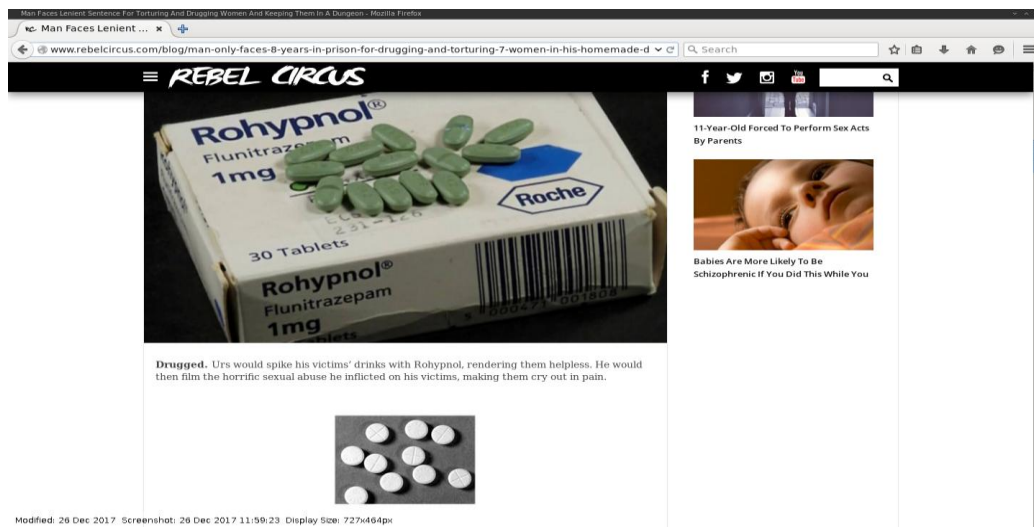 Man Faces Lenient Sentence For Torturing And Drugging Women And Keeping Them In A Dungeon - Mozilla Firefox
Man Faces Lenient ...
www.rebelcircus.com/blog/man-only-faces-8-years-in-prison-for-drugging-and-torturing-7-women-in-his-homemade-d
Search
REBEL CIRCUS
You
Tube
Rohypnol®
Flunitrazepam
1mg
Roche
231-126
30 Tablets
Rohypnol®
Flunitrazepam
1mg
Tablets
11-Year-Old Forced To Perform Sex Acts
By Parents
Babies Are More Likely To Be
Schizophrenic If You Did This While You
Drugged. Urs would spike his victims’ drinks with Rohypnol, rendering them helpless. He would
then film the horrific sexual abuse he inflicted on his victims, making them cry out in pain.
Modified: 26 Dec 2017 Screenshot: 26 Dec 2017 11:59:23 Display Size: 727x464px